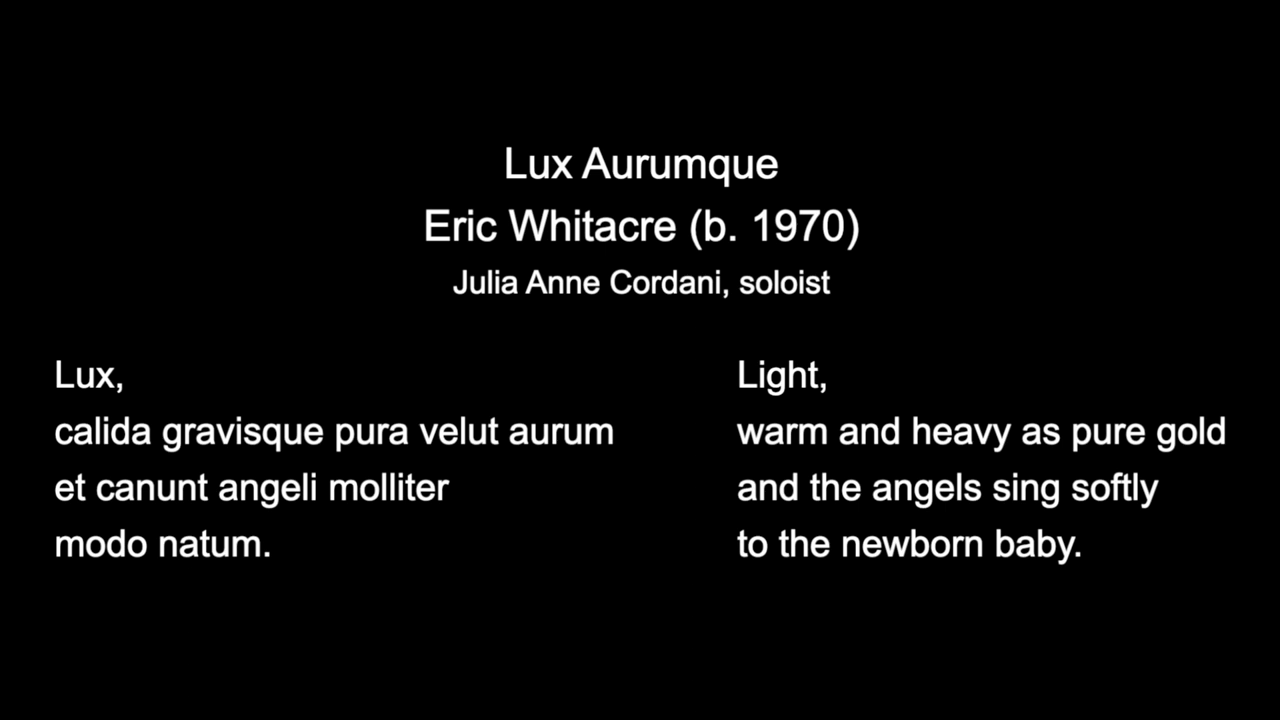 Lux Aurumque
Eric Whitacre (b. 1970)
Julia Anne Cordani, soloist
Lux,
calida gravisque pura velut aurum
et canunt angeli molliter
modo natum.
Light,
warm and heavy as pure gold
and the angels sing softly
to the newborn baby.